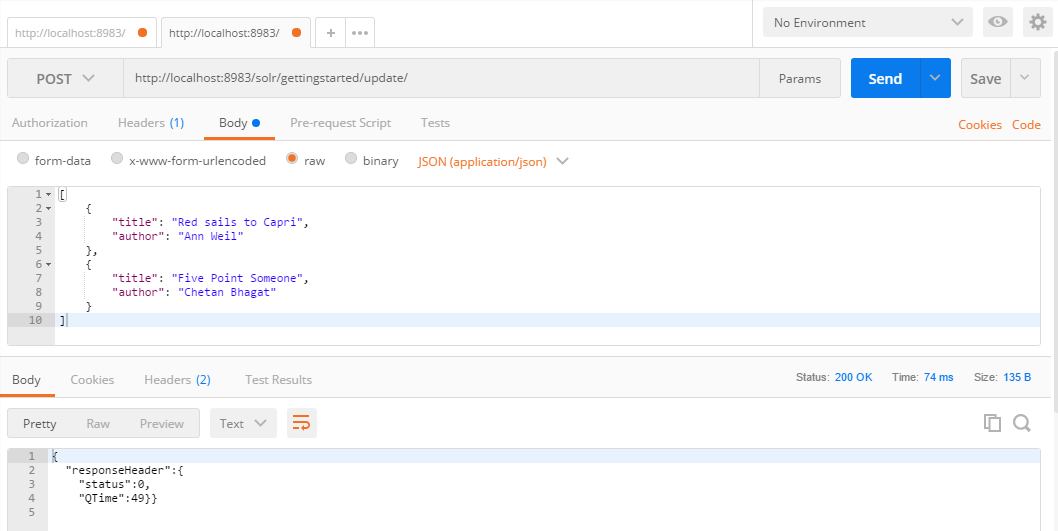 http://localhost:8983/ http://localhost:8983/ + ••• No Environment
POST http://localhost:8983/solr/gettingstarted/update/ Params Send Save
Authorization Headers (1) Body Pre-request Script Tests Cookies Code
form-data x-www-form-urlencoded raw binary JSON (application/json)
1 [
2 {
3 "title": "Red sails to Capri",
4 "author": "Ann Weil"
5 },
6 {
7 "title": "Five Point Someone",
8 "author": "Chetan Bhagat"
9 }
10 ]
Body Cookies Headers (2) Test Results Status: 200 OK Time: 74 ms Size: 135 B
Pretty Raw Preview Text
1 {
2 "responseHeader":{
3 "status":0,
4 "QTime":49}}
5